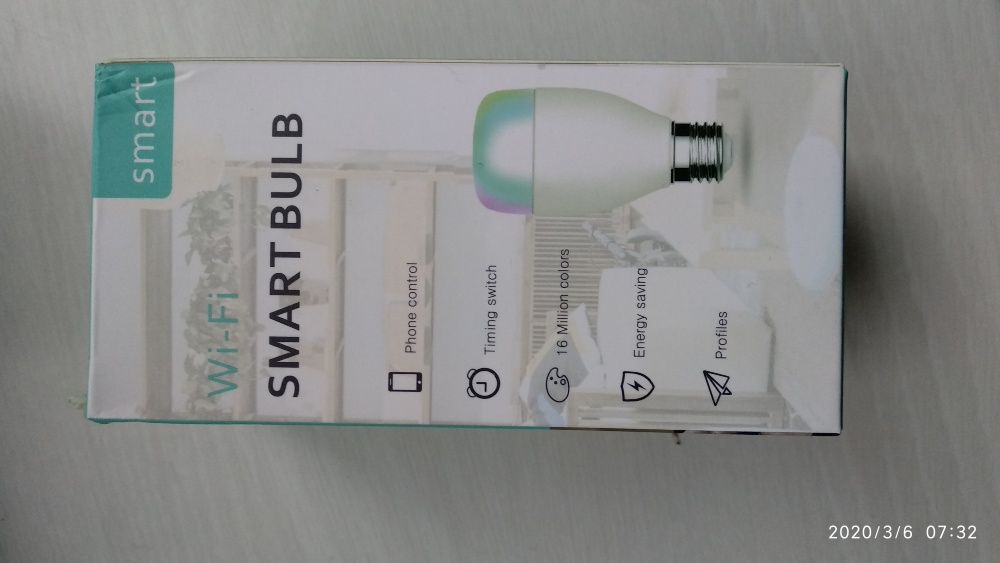 smart
Wi-Fi
SMART BULB
Phone control
Timing switch
16 Million colors
Energy saving
Profiles
2020/3/6 07:32